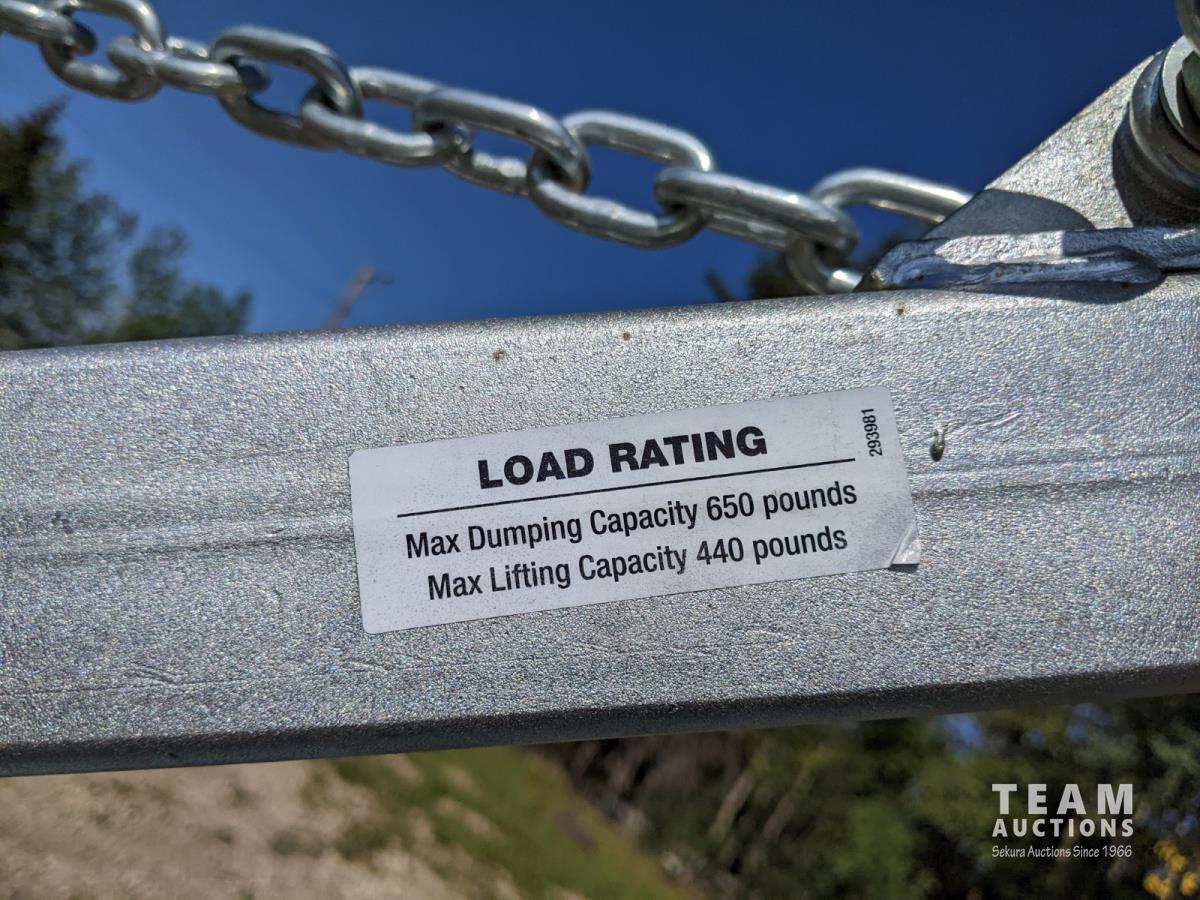 LOAD RATING
293981
Max Dumping Capacity 650 pounds
Max Lifting Capacity 440 pounds
TEAM
AUCTIONS
Sekura Auctions Since 1966